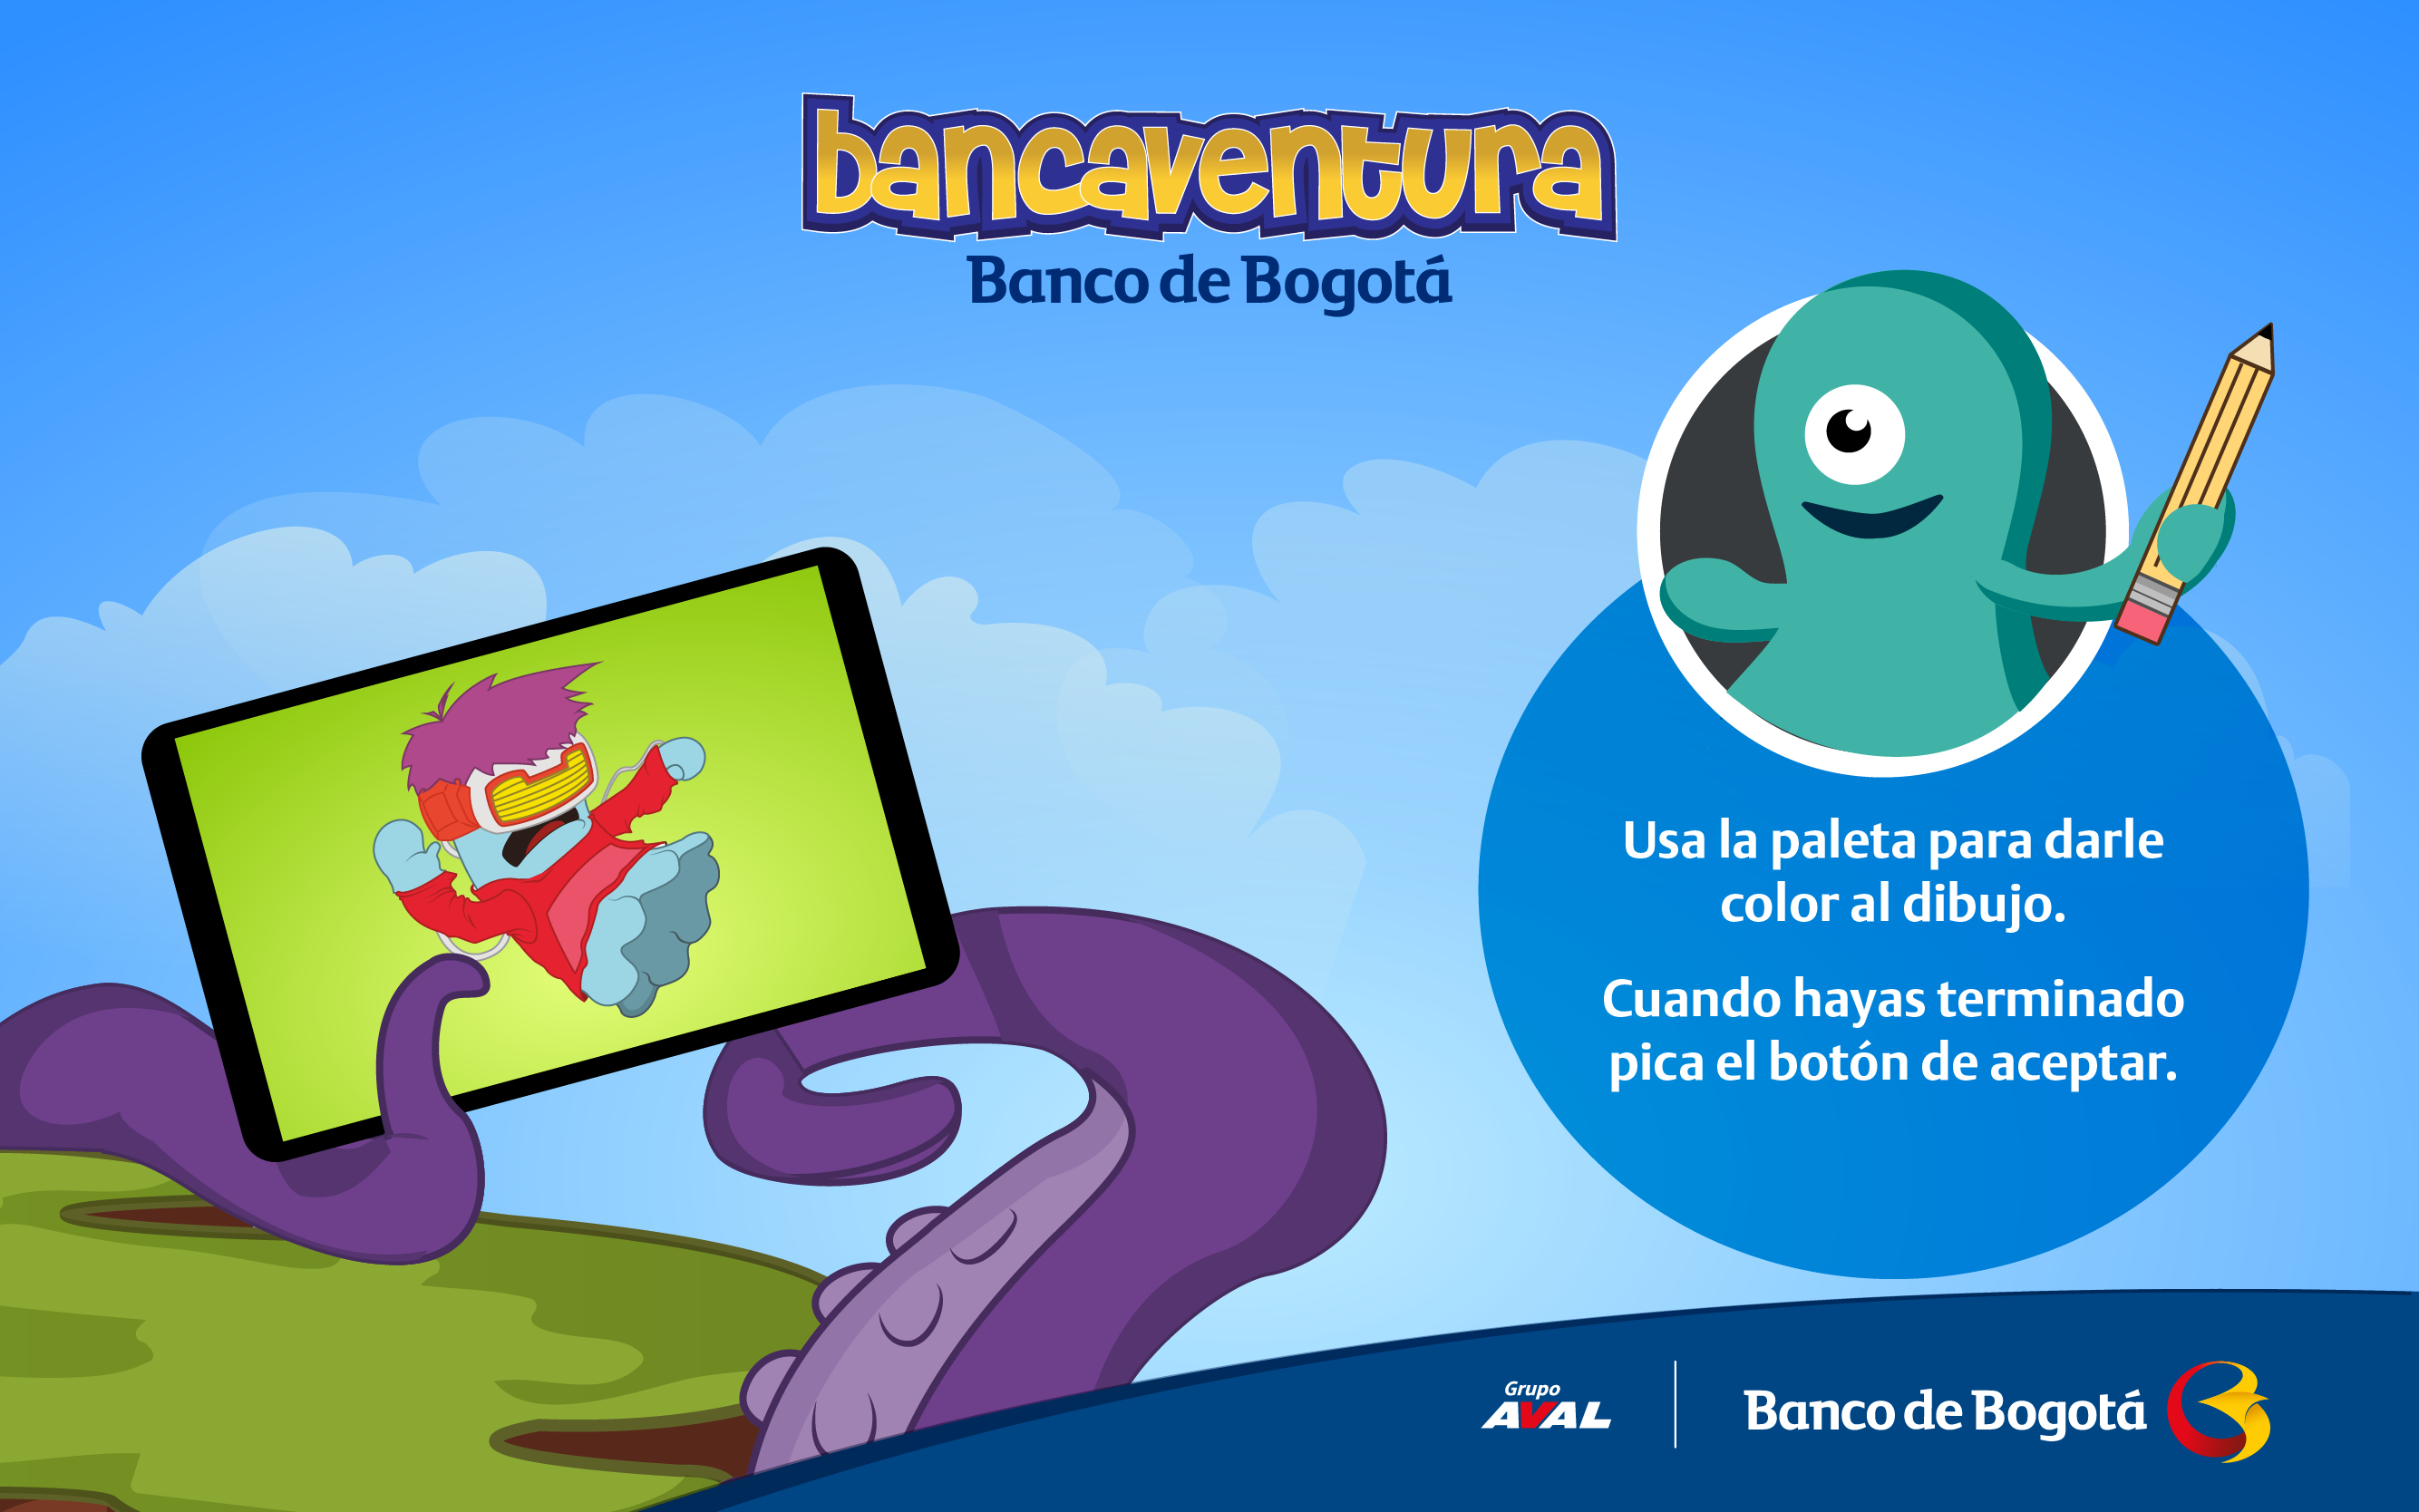 bancaventura
Banco de Bogotá
Usa la paleta para darle
color al dibujo.
Cuando hayas terminado
pica el botón de aceptar.
Grupo
AVAL
Banco de Bogotá